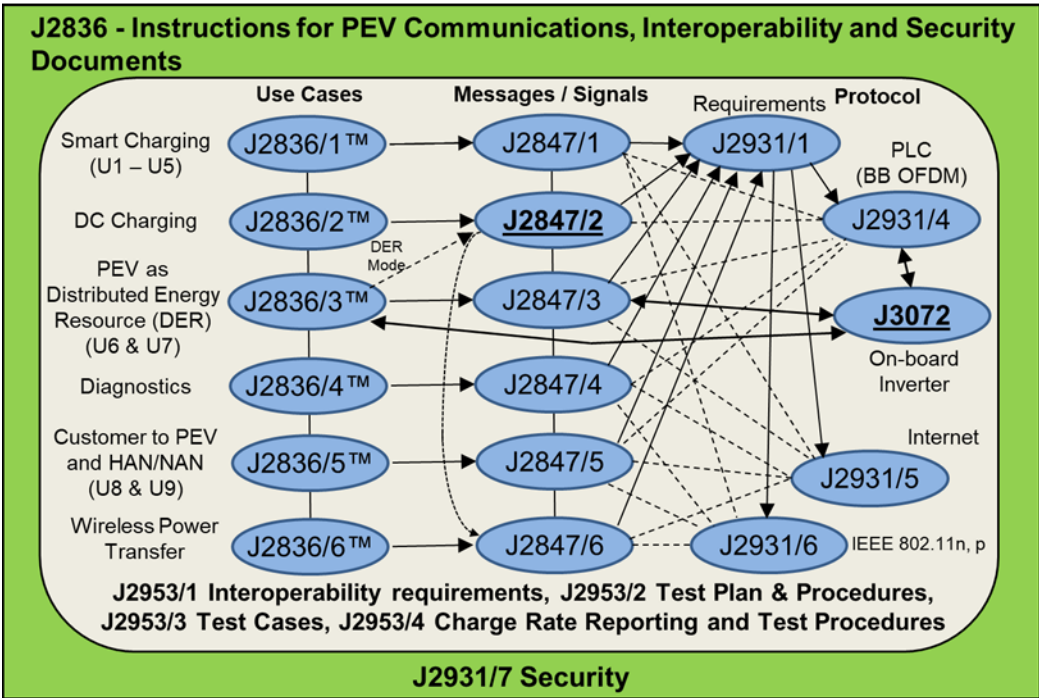 J2836 - Instructions for PEV Communications, Interoperability and Security
Documents
Use Cases
Messages / Signals
Requirements
Protocol
Smart Charging
(U1 – U5)
J2836/1™
J2847/1
J2931/1
PLC
(BB OFDM)
DC Charging
J2836/2™
J2847/2
J2931/4
DER
Mode
PEV as
Distributed Energy
Resource (DER)
(U6 & U7)
J2836/3™
J2847/3
J3072
On-board
Inverter
Diagnostics
J2836/4™
J2847/4
Customer to PEV
and HAN/NAN
(U8 & U9)
J2836/5™
J2847/5
Internet
J2931/5
Wireless Power
Transfer
J2836/6™
J2847/6
J2931/6
IEEE 802.11n, p
J2953/1 Interoperability requirements, J2953/2 Test Plan & Procedures,
J2953/3 Test Cases, J2953/4 Charge Rate Reporting and Test Procedures
J2931/7 Security